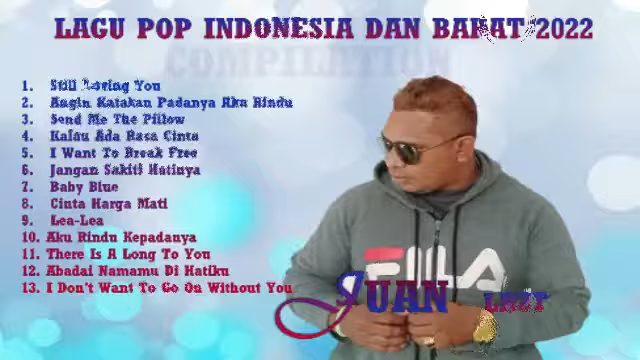 LAGU POP INDONESIA DAN BARAT 2022
COMPILATION
1. Still Loving You
2. Angin Katakan Padanya Aku Rindu
3. Send Me The Pillow
4. Kalau Ada Rasa Cinta
5. I Want To Break Free
6. Jangan Sakiti Hatinya
7. Baby Blue
8. Cinta Harga Mati
9. Lea-Lea
10. Aku Rindu Kepadanya
11. There Is A Long To You
12. Abadai Namamu Di Hatiku
13. I Don't Want To Go On Without You
FILA
JUAN